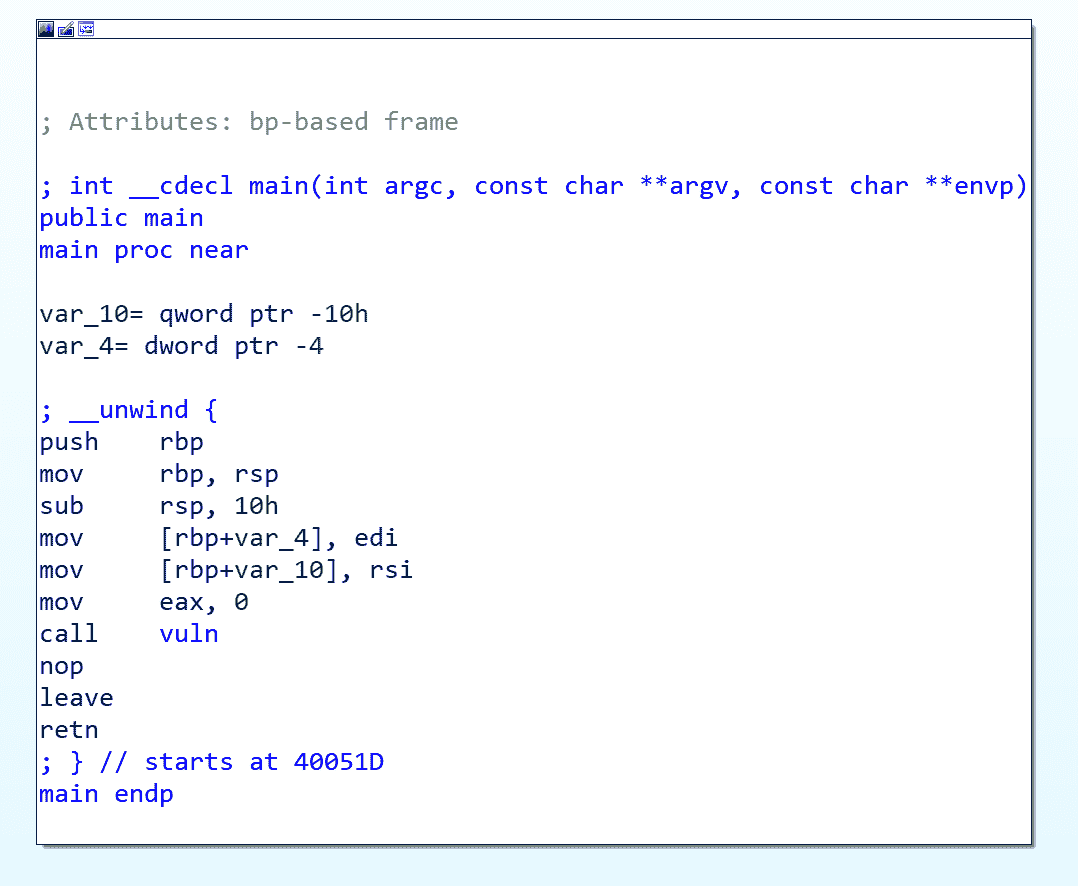 ; Attributes: bp-based frame
; int __cdecl main(int argc, const char **argv, const char **envp)
public main
main proc near
var_10= qword ptr -10h
var_4= dword ptr -4
; __unwind {
push    rbp
mov     rbp, rsp
sub     rsp, 10h
mov     [rbp+var_4], edi
mov     [rbp+var_10], rsi
mov     eax, 0
call    vuln
nop
leave
retn
; } // starts at 40051D
main endp